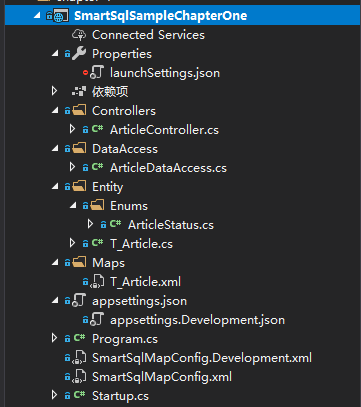 SmartSqlSampleChapterOne
Connected Services
Properties
launchSettings.json
依赖项
Controllers
ArticleController.cs
DataAccess
ArticleDataAccess.cs
Entity
Enums
ArticleStatus.cs
T_Article.cs
Maps
T_Article.xml
appsettings.json
appsettings.Development.json
Program.cs
SmartSqlMapConfig.Development.xml
SmartSqlMapConfig.xml
Startup.cs